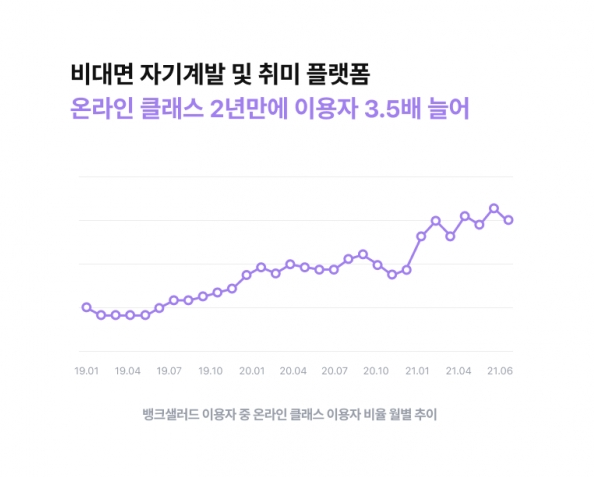 비대면 자기계발 및 취미 플랫폼
온라인 클래스 2년만에 이용자 3.5배 늘어
19.01 19.04 19.07 19.10 20.01 20.04 20.07 20.10 21.01 21.04 21.06
뱅크샐러드 이용자 중 온라인 클래스 이용자 비율 월별 추이